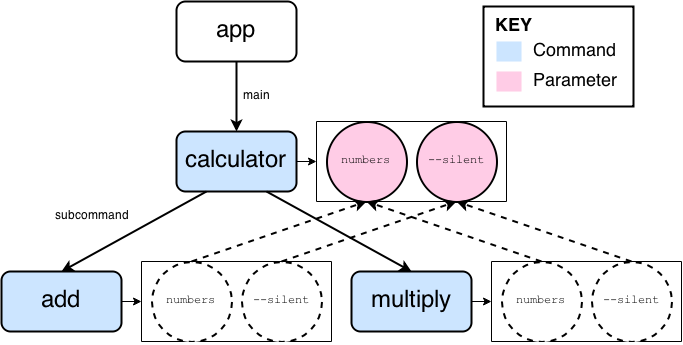 app
KEY
Command
Parameter
main
calculator
numbers
--silent
subcommand
add
numbers
--silent
multiply
numbers
--silent